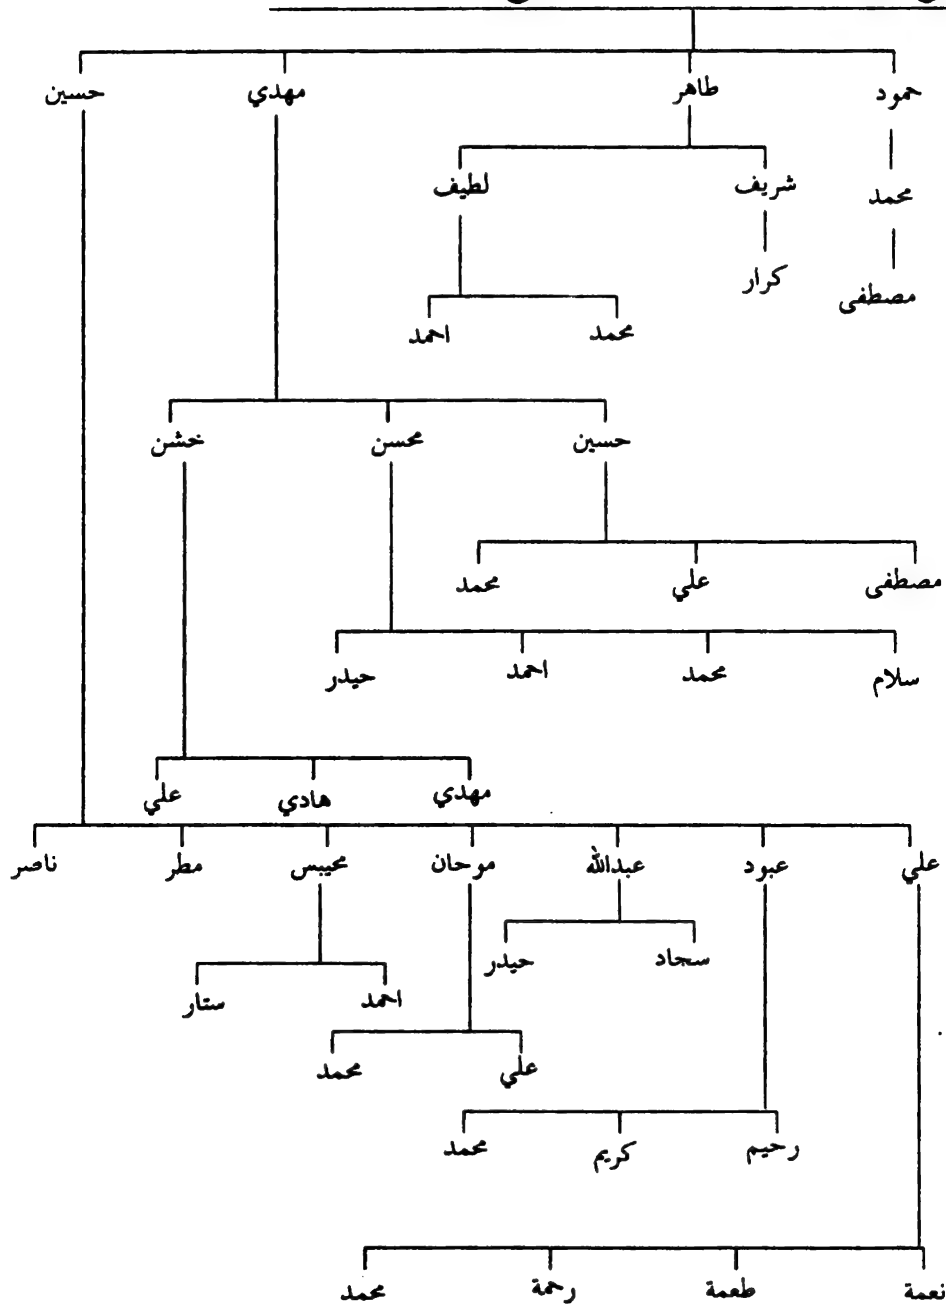 حمود طاهر مهدي حسين
محمد شريف لطيف
مصطفى كرار
محمد احمد
حسين محسن خشن
مصطفى علي محمد
سلام محمد احمد حيدر
مهدي هادي علي
علي عبود عبدالله موحان محيبس مطر ناصر
سجاد حيدر
احمد ستار
علي محمد
رحيم كريم محمد
نعمة طعمة رحمة محمد